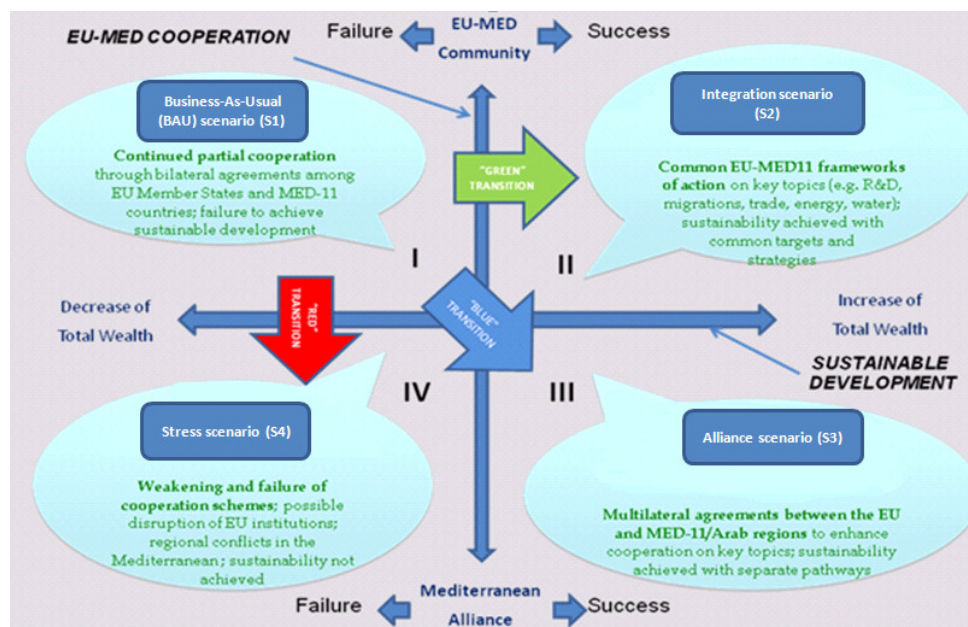 EU-MED COOPERATION
Failure
EU-MED
Community
Success
Business-As-Usual
(BAU) scenario (S1)
Continued partial cooperation
through bilateral agreements among
EU Member States and MED-11
countries; failure to achieve
sustainable development
"GREEN"
TRANSITION
Integration scenario
(S2)
Common EU-MED11 frameworks
of action on key topics (e.g. R&D,
migrations, trade, energy, water);
sustainability achieved with
common targets and
strategies
I
II
Decrease of
Total Wealth
"RED"
TRANSITION
"BLUE"
TRANSITION
Increase of
Total Wealth
SUSTAINABLE
DEVELOPMENT
IV
III
Stress scenario (S4)
Weakening and failure of
cooperation schemes; possible
disruption of EU institutions;
regional conflicts in the
Mediterranean; sustainability not
achieved
Alliance scenario (S3)
Multilateral agreements between the EU
and MED-11/Arab regions to enhance
cooperation on key topics; sustainability
achieved with separate pathways
Failure
Mediterranean
Alliance
Success